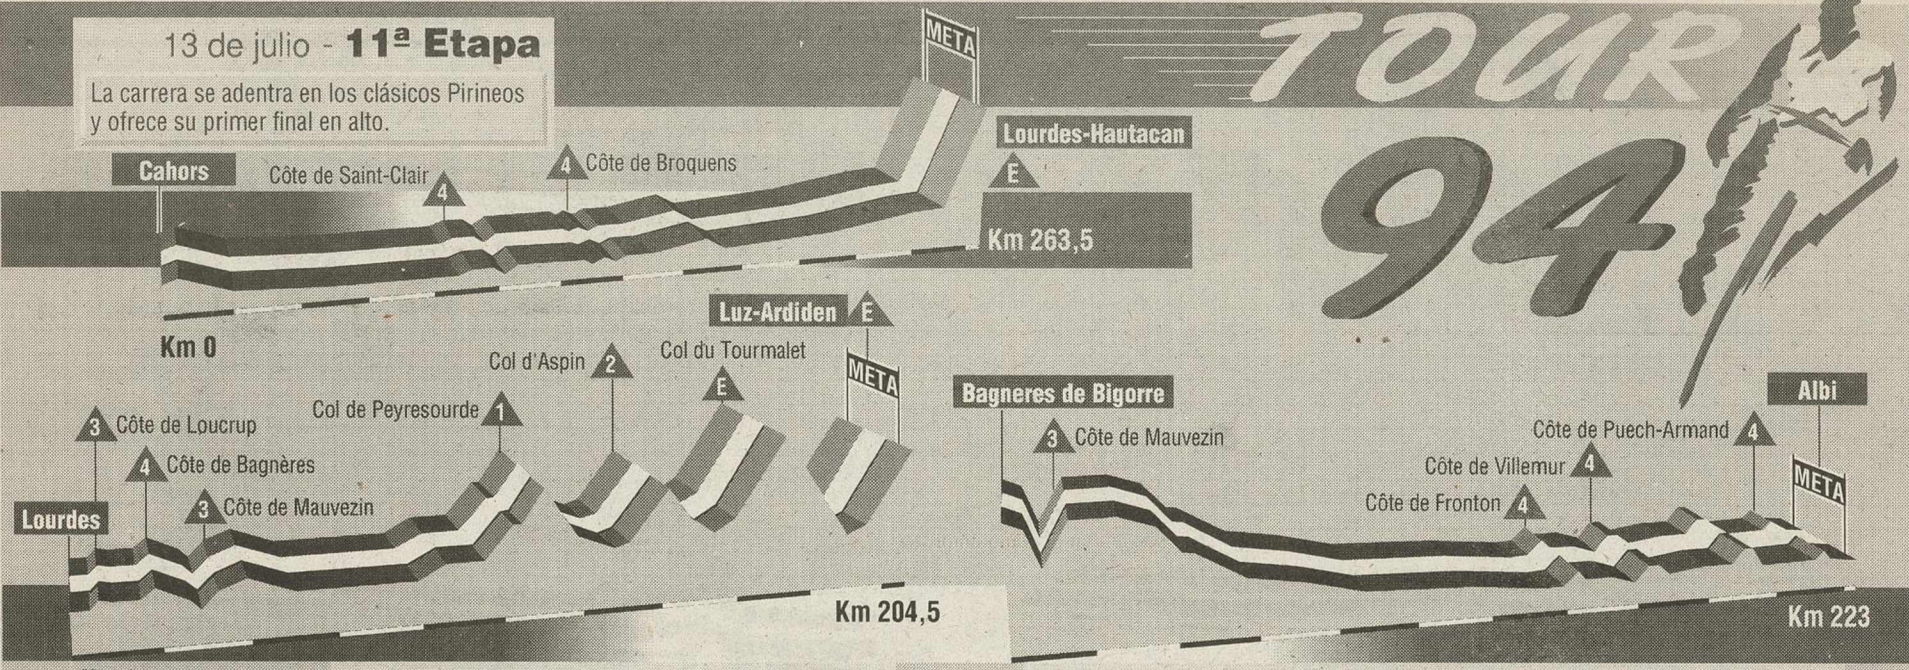 13 de julio - 11ª Etapa
La carrera se adentra en los clásicos Pirineos
y ofrece su primer final en alto.
TOUR
94
META
Cahors
Côte de Saint-Clair
4
4
Côte de Broquens
Lourdes-Hautacan
E
Km 263,5
Km 0
Luz-Ardiden
E
META
Col du Tourmalet
E
Col d'Aspin
2
Col de Peyresourde
1
3
Côte de Loucrup
4
Côte de Bagnères
3
Côte de Mauvezin
Lourdes
Km 204,5
Bagneres de Bigorre
3
Côte de Mauvezin
Albi
Côte de Puech-Armand
4
Côte de Villemur
4
Côte de Fronton
4
META
Km 223